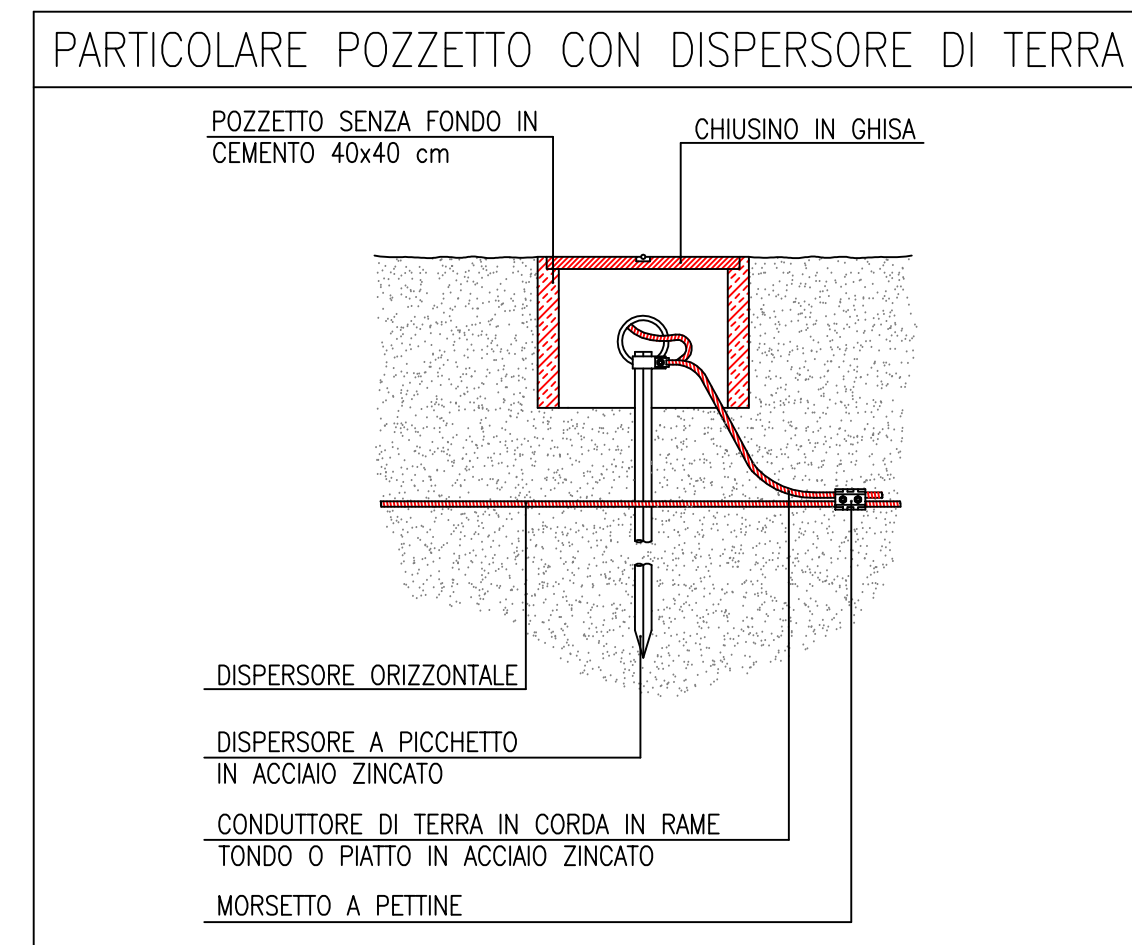 PARTICOLARE POZZETTO CON DISPERSORE DI TERRA
POZZETTO SENZA FONDO IN
CEMENTO 40x40 cm
CHIUSINO IN GHISA
DISPERSORE ORIZZONTALE
DISPERSORE A PICCHETTO
IN ACCIAIO ZINCATO
CONDUTTORE DI TERRA IN CORDA IN RAME
TONDO O PIATTO IN ACCIAIO ZINCATO
MORSETTO A PETTINE